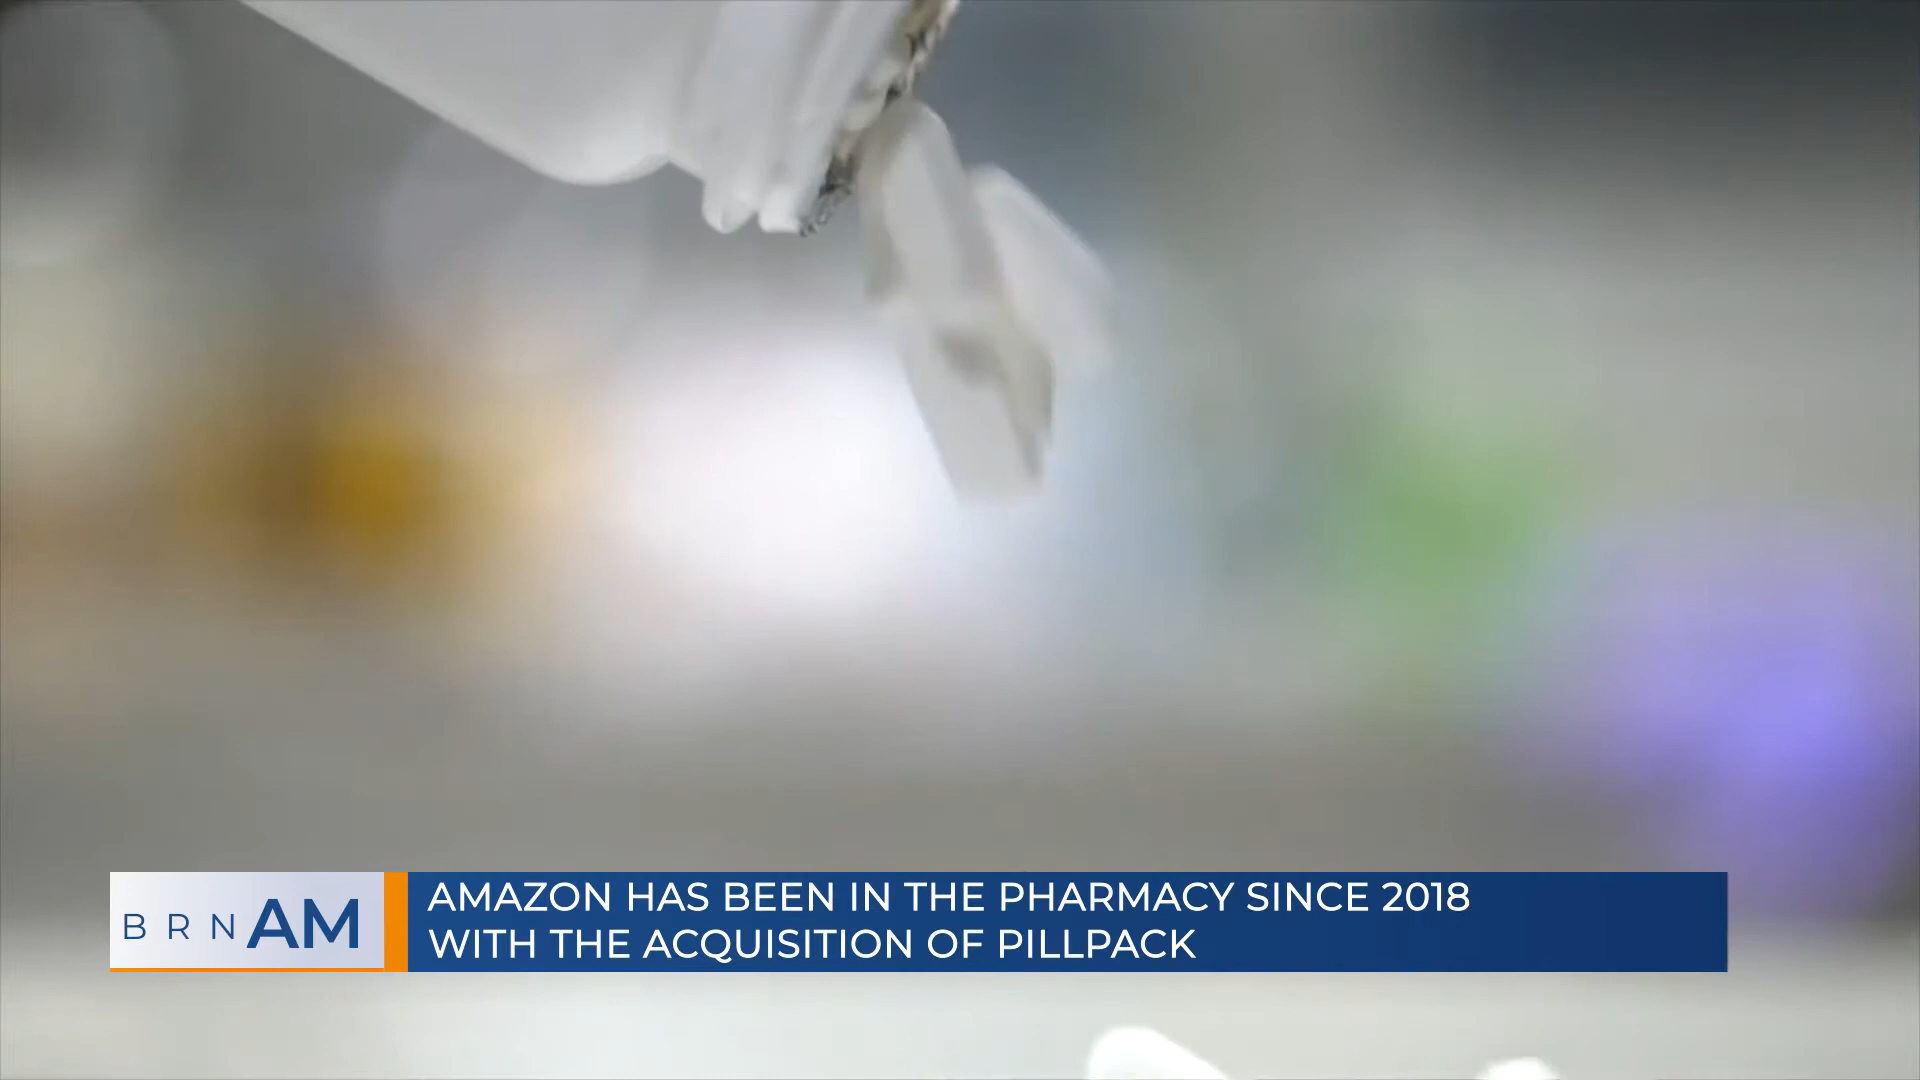 BRN AM
AMAZON HAS BEEN IN THE PHARMACY SINCE 2018
WITH THE ACQUISITION OF PILLPACK